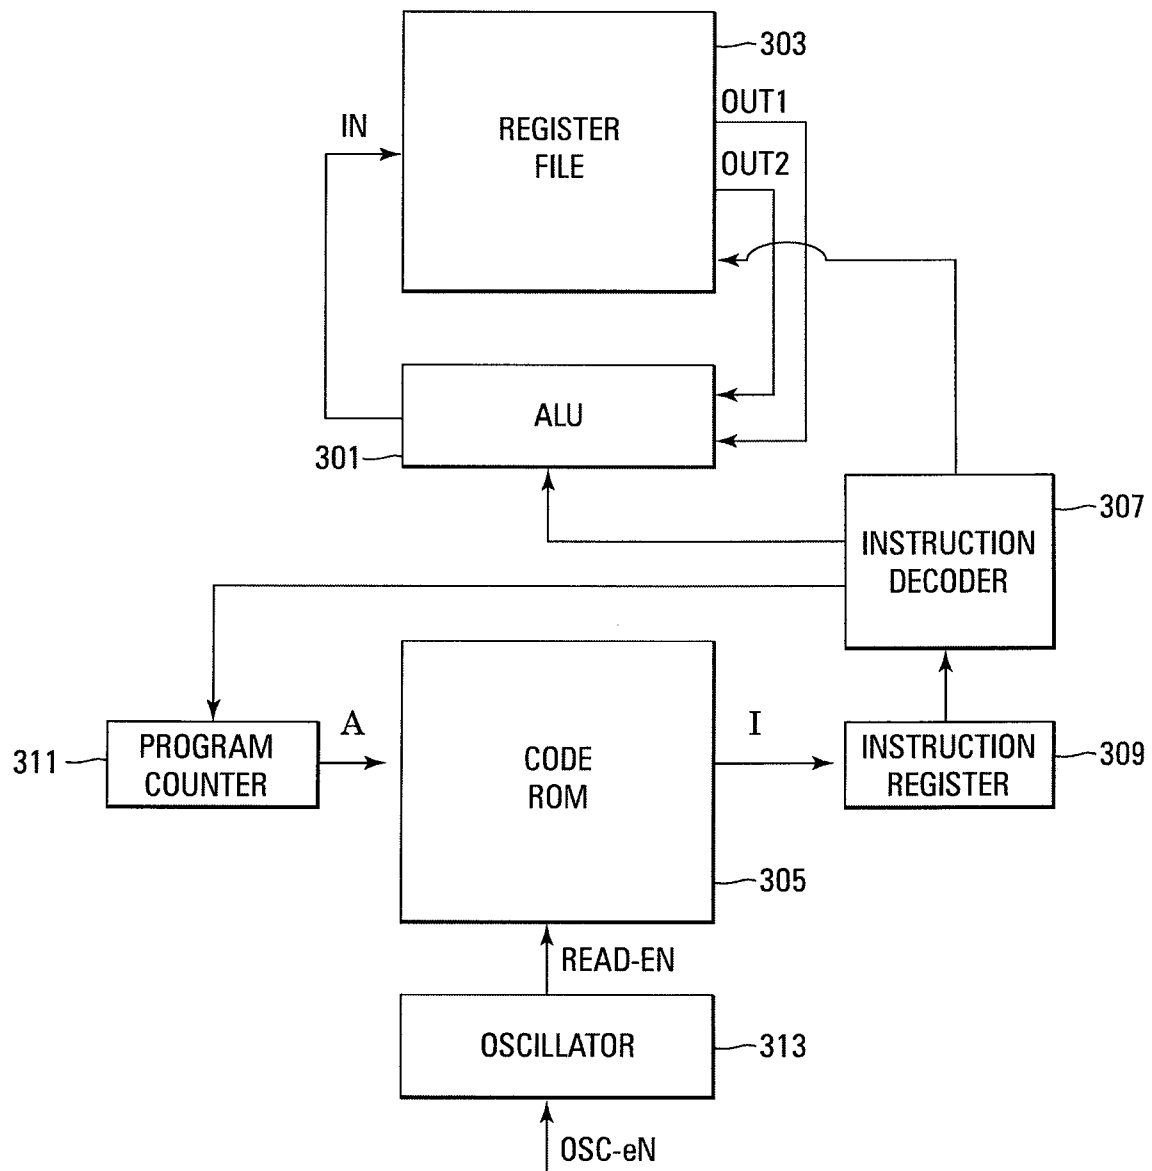 303
REGISTER
FILE
OUT1
IN
OUT2
ALU
301
307
INSTRUCTION
DECODER
A
I
311
PROGRAM
COUNTER
CODE
ROM
INSTRUCTION
REGISTER
309
305
READ-EN
OSCILLATOR
313
OSC-eN